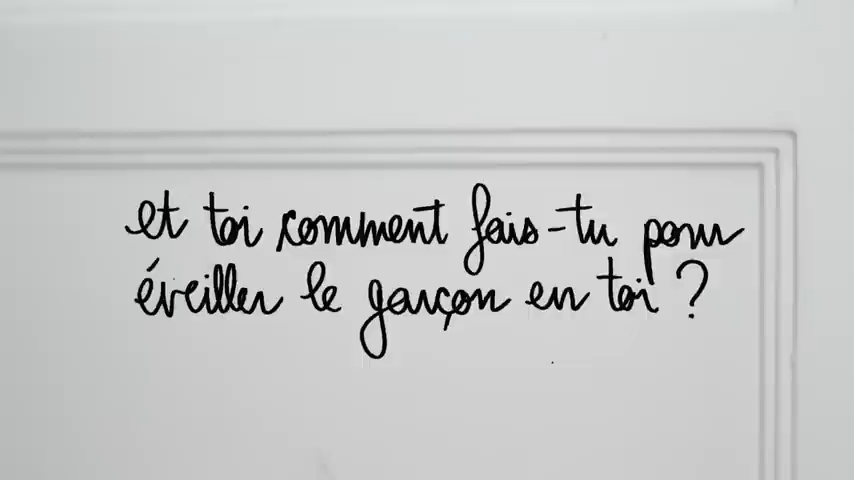 et toi comment fais-tu pour
éveiller le garçon en toi ?